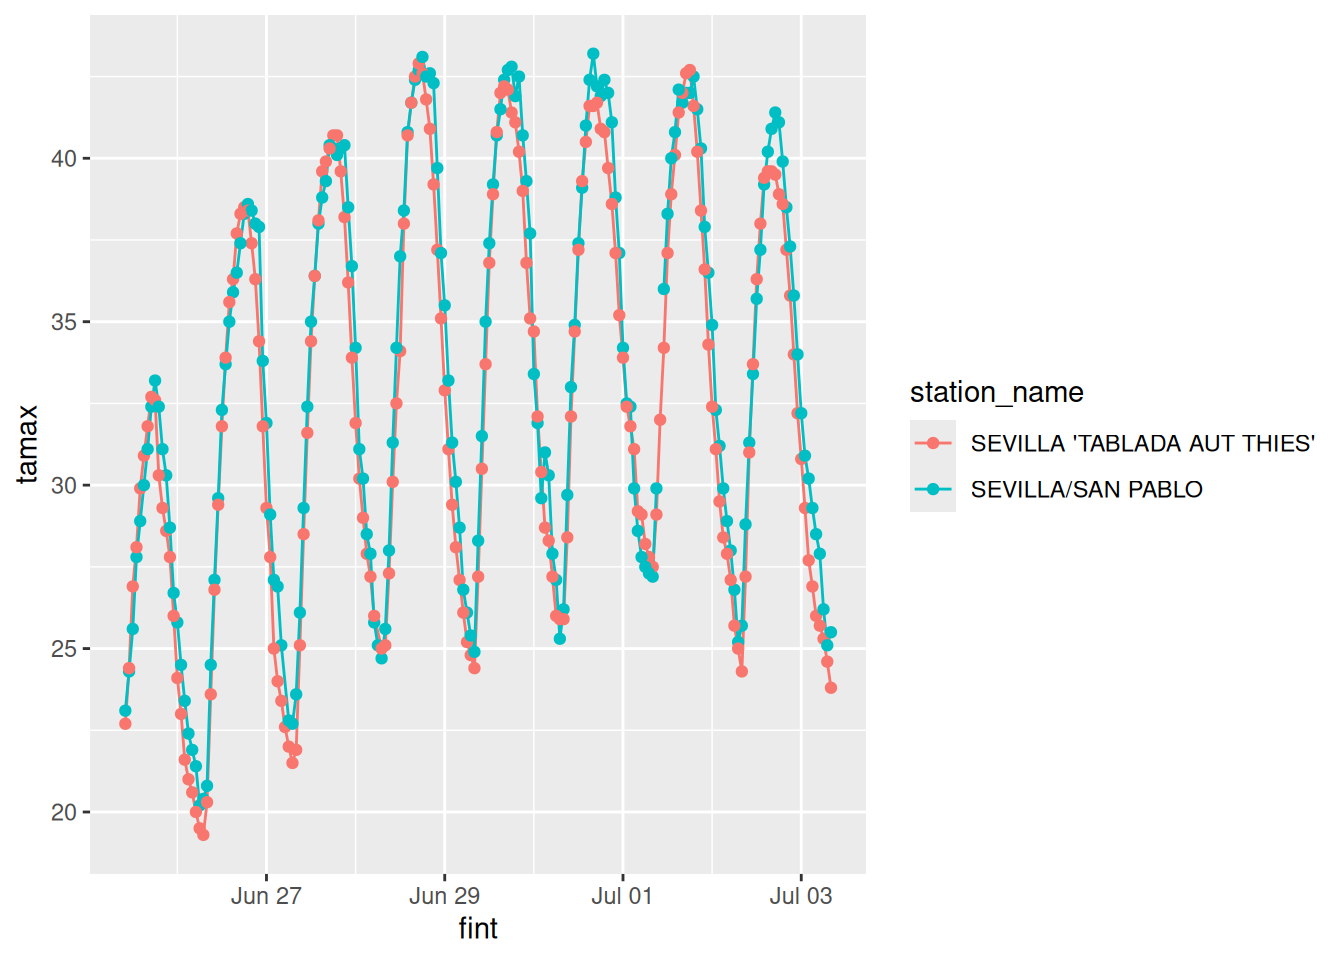 40
35
30
25
20
tamax
Jun 27
Jun 29
Jul 01
Jul 03
fint
station_name
SEVILLA 'TABLADA AUT THIES'
SEVILLA/SAN PABLO